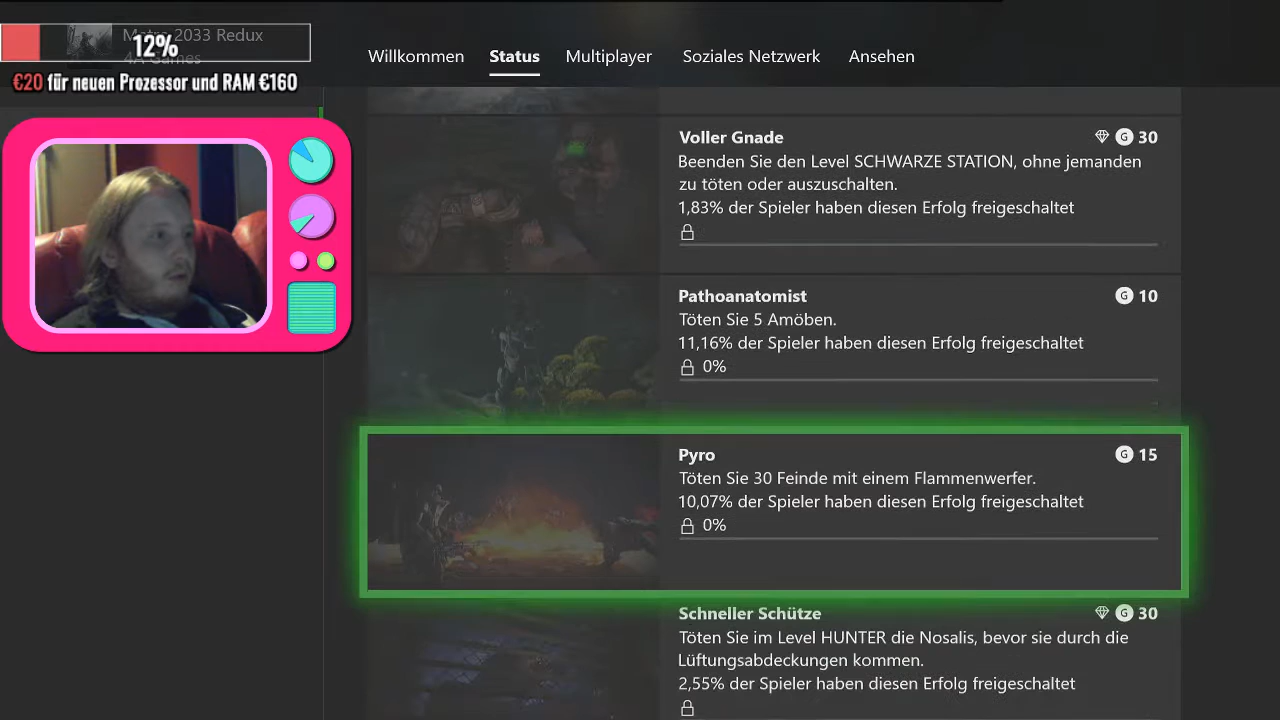 Metro 2033 Redux
12%
4A Games
€20 für neuen Prozessor und RAM €160
Willkommen Status Multiplayer Soziales Netzwerk Ansehen
Voller Gnade G 30
Beenden Sie den Level SCHWARZE STATION, ohne jemanden
zu töten oder auszuschalten.
1,83% der Spieler haben diesen Erfolg freigeschaltet
Pathoanatomist G 10
Töten Sie 5 Amöben.
11,16% der Spieler haben diesen Erfolg freigeschaltet
0%
Pyro G 15
Töten Sie 30 Feinde mit einem Flammenwerfer.
10,07% der Spieler haben diesen Erfolg freigeschaltet
0%
Schneller Schütze G 30
Töten Sie im Level HUNTER die Nosalis, bevor sie durch die
Lüftungsabdeckungen kommen.
2,55% der Spieler haben diesen Erfolg freigeschaltet